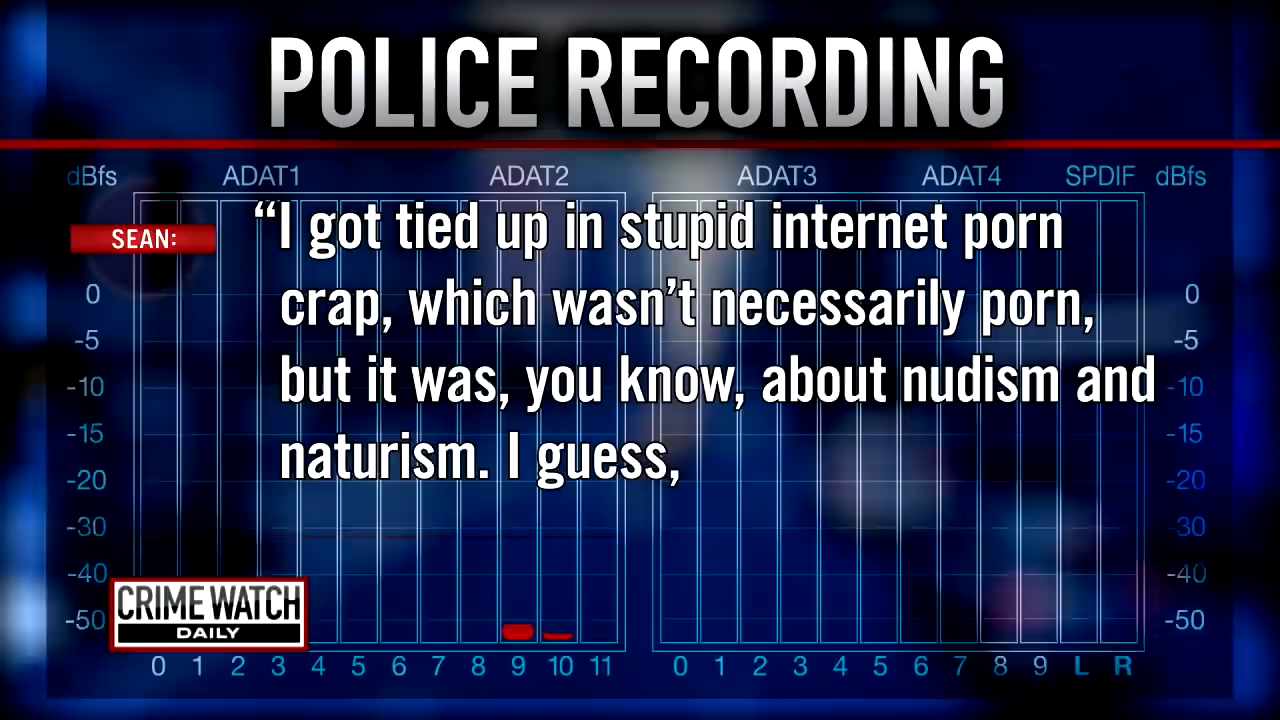 POLICE RECORDING
dBfs ADAT1 ADAT2 ADAT3 ADAT4 SPDIF dBfs
SEAN:
“I got tied up in stupid internet porn
crap, which wasn’t necessarily porn,
but it was, you know, about nudism and
naturism. I guess,
0 0
-5 -5
-10 -10
-15 -15
-20 -20
-30 -30
-40 -40
-50 -50
CRIME WATCH
DAILY
0 1 2 3 4 5 6 7 8 9 10 11 0 1 2 3 4 5 6 7 8 9 L R